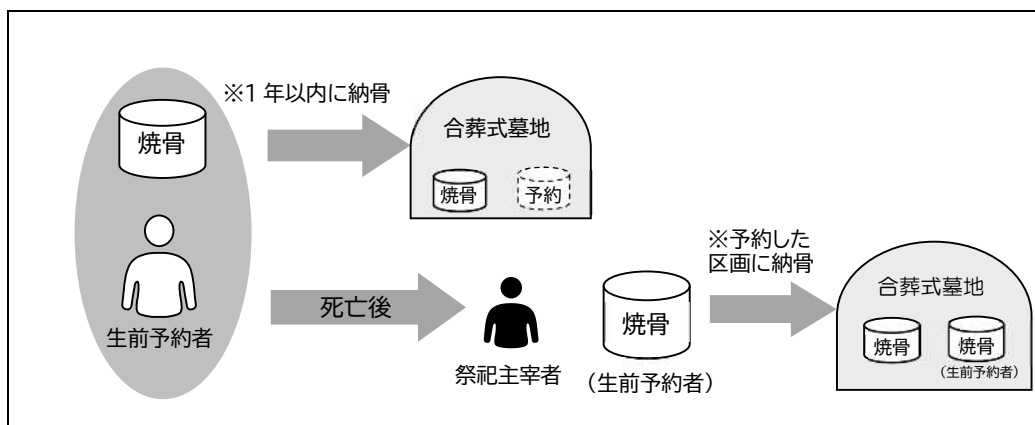 ※1年以内に納骨
焼骨
合葬式墓地
焼骨
予約
生前予約者
死亡後
祭祀主宰者
焼骨
(生前予約者)
※予約した
区画に納骨
合葬式墓地
焼骨
焼骨
(生前予約者)